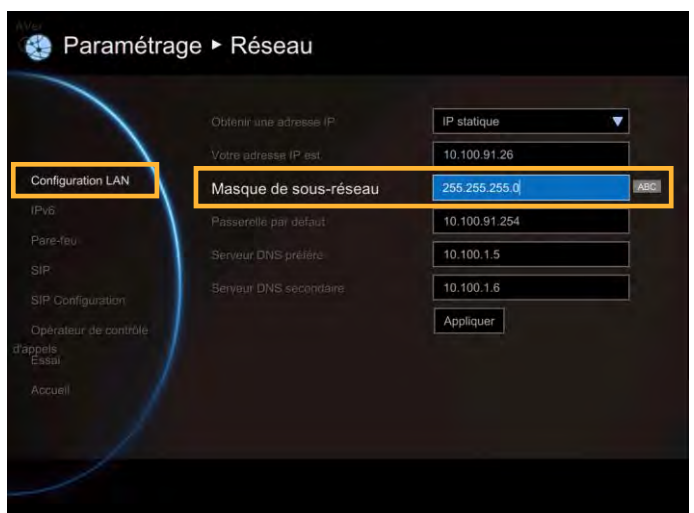 AVer
Paramétrage ► Réseau
Obtenir une adresse IP
IP statique ▼
Votre adresse IP est
10.100.91.26
Configuration LAN
Masque de sous-réseau
255.255.255.0
ABC
IPv6
Passerelle par défaut
10.100.91.254
Pare-feu
Serveur DNS préféré
10.100.1.5
SIP
Serveur DNS secondaire
10.100.1.6
SIP Configuration
Appliquer
Opérateur de contrôle
d'appels
Essai
Accueil